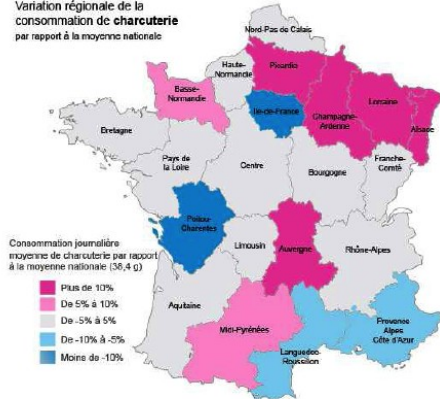 Variation régionale de la
consommation de charcuterie
par rapport à la moyenne nationale
Nord-Pas de Calais
Haute-
Normandie
Picardie
Basse-
Normandie
Ile-de-France
Champagne-
Ardenne
Lorraine
Alsace
Bretagne
Pays de
la Loire
Centre
Bourgogne
Franche-
Comté
Poitou-
Charentes
Limousin
Auvergne
Rhône-Alpes
Aquitaine
Midi-Pyrénées
Languedoc-
Roussillon
Provence
Alpes
Côte d'Azur
Consommation journalière
moyenne de charcuterie par rapport
à la moyenne nationale (38,4 g)
Plus de 10%
De 5% à 10%
De -5% à 5%
De -10% à -5%
Moins de -10%